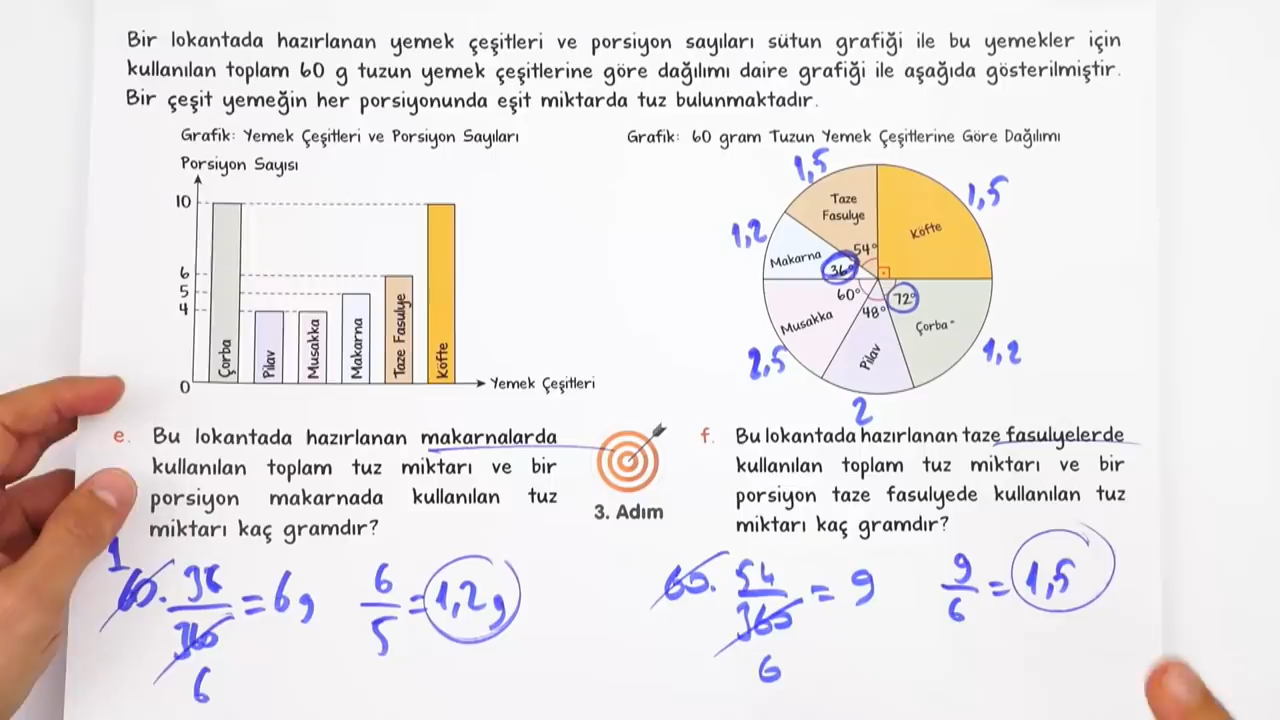 Bir lokantada hazırlanan yemek çeşitleri ve porsiyon sayıları sütun grafiği ile bu yemekler için
kullanılan toplam 60 g tuzun yemek çeşitlerine göre dağılımı daire grafiği ile aşağıda gösterilmiştir.
Bir çeşit yemeğin her porsiyonunda eşit miktarda tuz bulunmaktadır.
Grafik: Yemek Çeşitleri ve Porsiyon Sayıları
Porsiyon Sayısı
10
6
5
4
0
Çorba
Pilav
Musakka
Makarna
Taze Fasulye
Köfte
Yemek Çeşitleri
Grafik: 60 gram Tuzun Yemek Çeşitlerine Göre Dağılımı
1,5
1,5
1,2
Taze
Fasulye
Köfte
54°
Makarna
36°
60°
72°
48°
Musakka
Çorba
Pilav
2,5
1,2
2
e. Bu lokantada hazırlanan makarnalarda
kullanılan toplam tuz miktarı ve bir
porsiyon makarnada kullanılan tuz
miktarı kaç gramdır?
3. Adım
f. Bu lokantada hazırlanan taze fasulyelerde
kullanılan toplam tuz miktarı ve bir
porsiyon taze fasulyede kullanılan tuz
miktarı kaç gramdır?
1
60. 36 = 6g
360
6
6 = 1,2g
5
60. 54 = 9
360
6
9 = 1,5
6